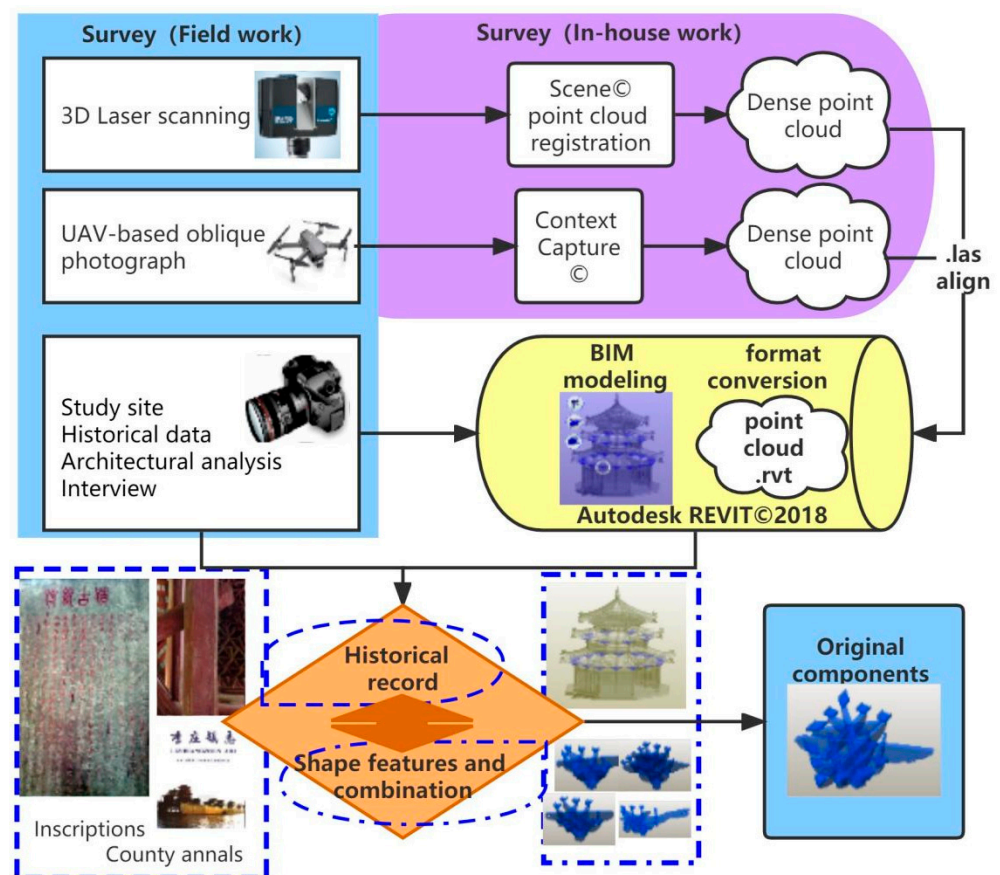 Survey（Field work）
Survey（In-house work）
3D Laser scanning
Scene©
point cloud
registration
Dense point
cloud
UAV-based oblique
photograph
Context
Capture
©
Dense point
cloud
.las
align
Study site
Historical data
Architectural analysis
Interview
BIM
modeling
format
conversion
point
cloud
.rvt
Autodesk REVIT©2018
Historical
record
Shape features and
combination
Inscriptions
County annals
Original
components